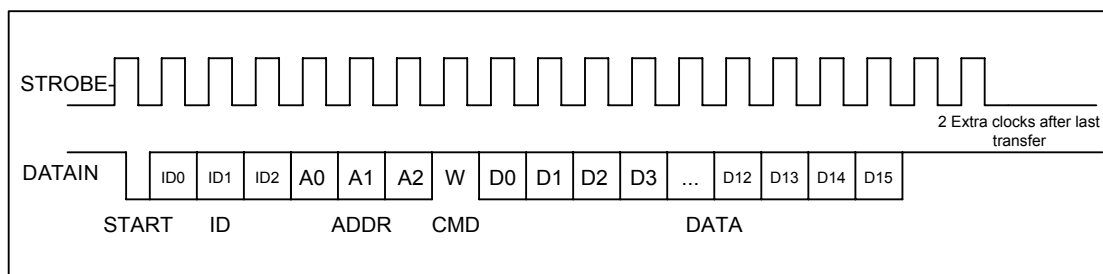 STROBE-
2 Extra clocks after last
transfer
DATAIN ID0 ID1 ID2 A0 A1 A2 W D0 D1 D2 D3 ... D12 D13 D14 D15
START ID ADDR CMD DATA